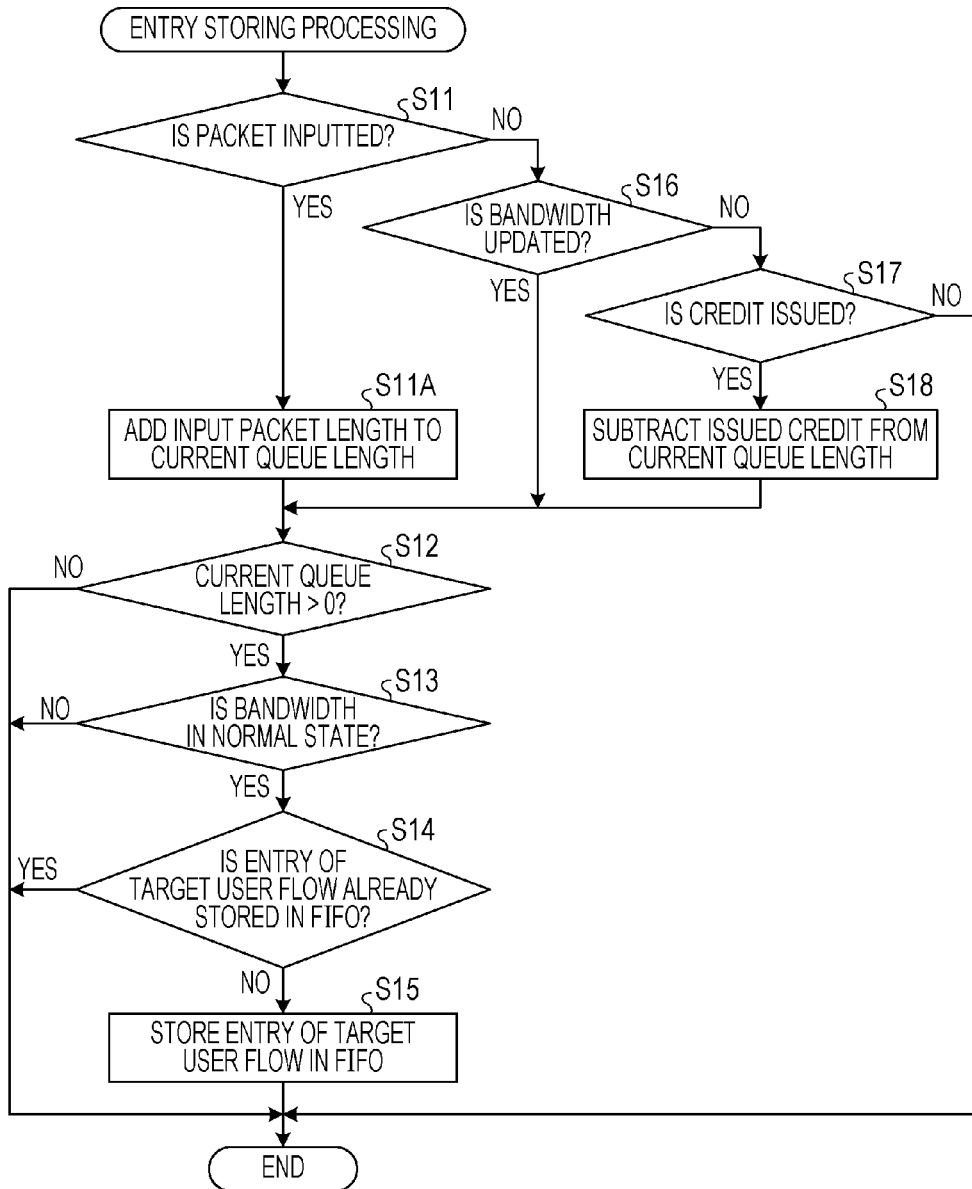 ENTRY STORING PROCESSING
S11
IS PACKET INPUTTED?
NO
YES
S16
IS BANDWIDTH
UPDATED?
NO
YES
S17
IS CREDIT ISSUED?
NO
YES
S11A
ADD INPUT PACKET LENGTH TO
CURRENT QUEUE LENGTH
S18
SUBTRACT ISSUED CREDIT FROM
CURRENT QUEUE LENGTH
S12
CURRENT QUEUE
LENGTH > 0?
NO
YES
S13
IS BANDWIDTH
IN NORMAL STATE?
NO
YES
S14
IS ENTRY OF
TARGET USER FLOW ALREADY
STORED IN FIFO?
YES
NO
S15
STORE ENTRY OF TARGET
USER FLOW IN FIFO
END